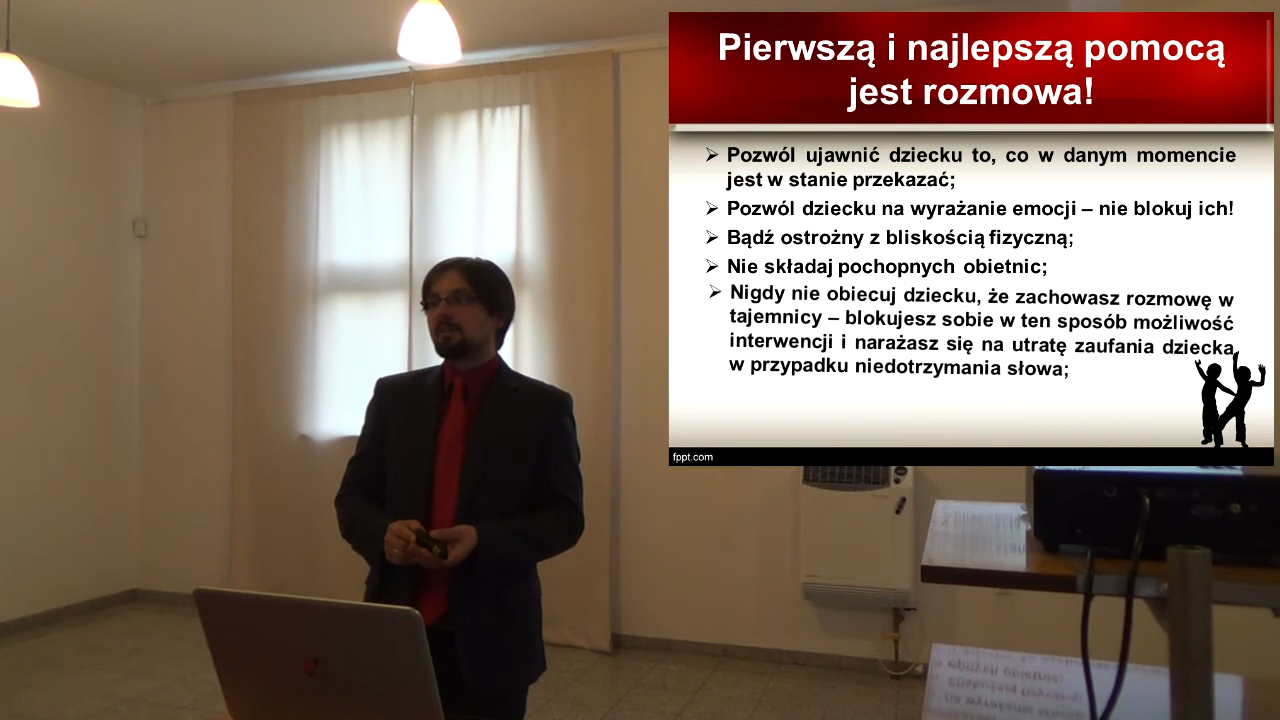 Pierwszą i najlepszą pomocą
jest rozmowa!
Pozwól ujawnić dziecku to, co w danym momencie
jest w stanie przekazać;
Pozwól dziecku na wyrażanie emocji – nie blokuj ich!
Bądź ostrożny z bliskością fizyczną;
Nie składaj pochopnych obietnic;
Nigdy nie obiecuj dziecku, że zachowasz rozmowę w
tajemnicy – blokujesz sobie w ten sposób możliwość
interwencji i narażasz się na utratę zaufania dziecka
w przypadku niedotrzymania słowa;
fppt.com